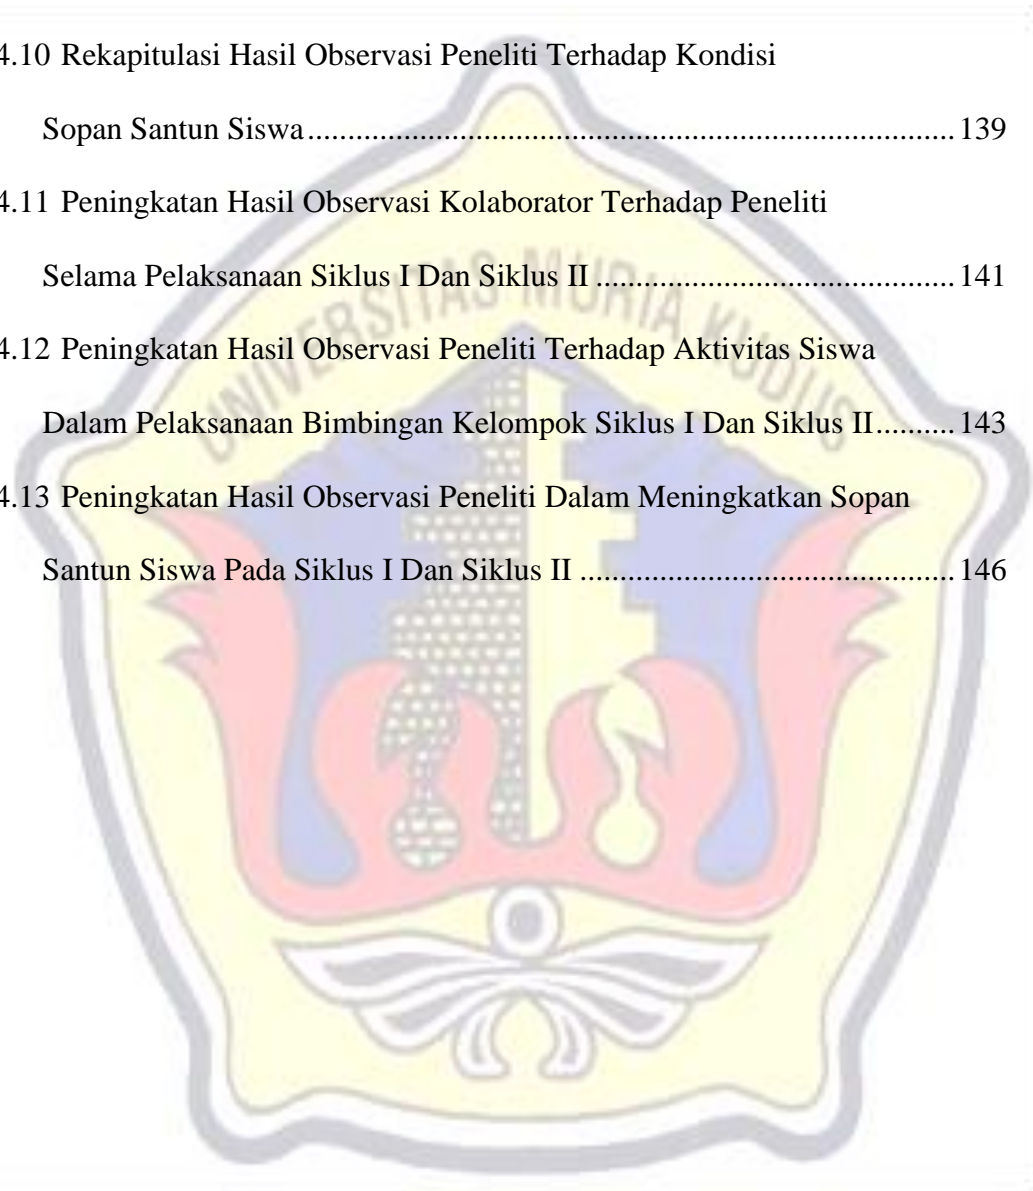 4.10 Rekapitulasi Hasil Observasi Peneliti Terhadap Kondisi
Sopan Santun Siswa ................................................................................ 139
4.11 Peningkatan Hasil Observasi Kolaborator Terhadap Peneliti
Selama Pelaksanaan Siklus I Dan Siklus II ............................................. 141
4.12 Peningkatan Hasil Observasi Peneliti Terhadap Aktivitas Siswa
Dalam Pelaksanaan Bimbingan Kelompok Siklus I Dan Siklus II .......... 143
4.13 Peningkatan Hasil Observasi Peneliti Dalam Meningkatkan Sopan
Santun Siswa Pada Siklus I Dan Siklus II ............................................... 146
UNIVERSITAS MURIA KUDUS